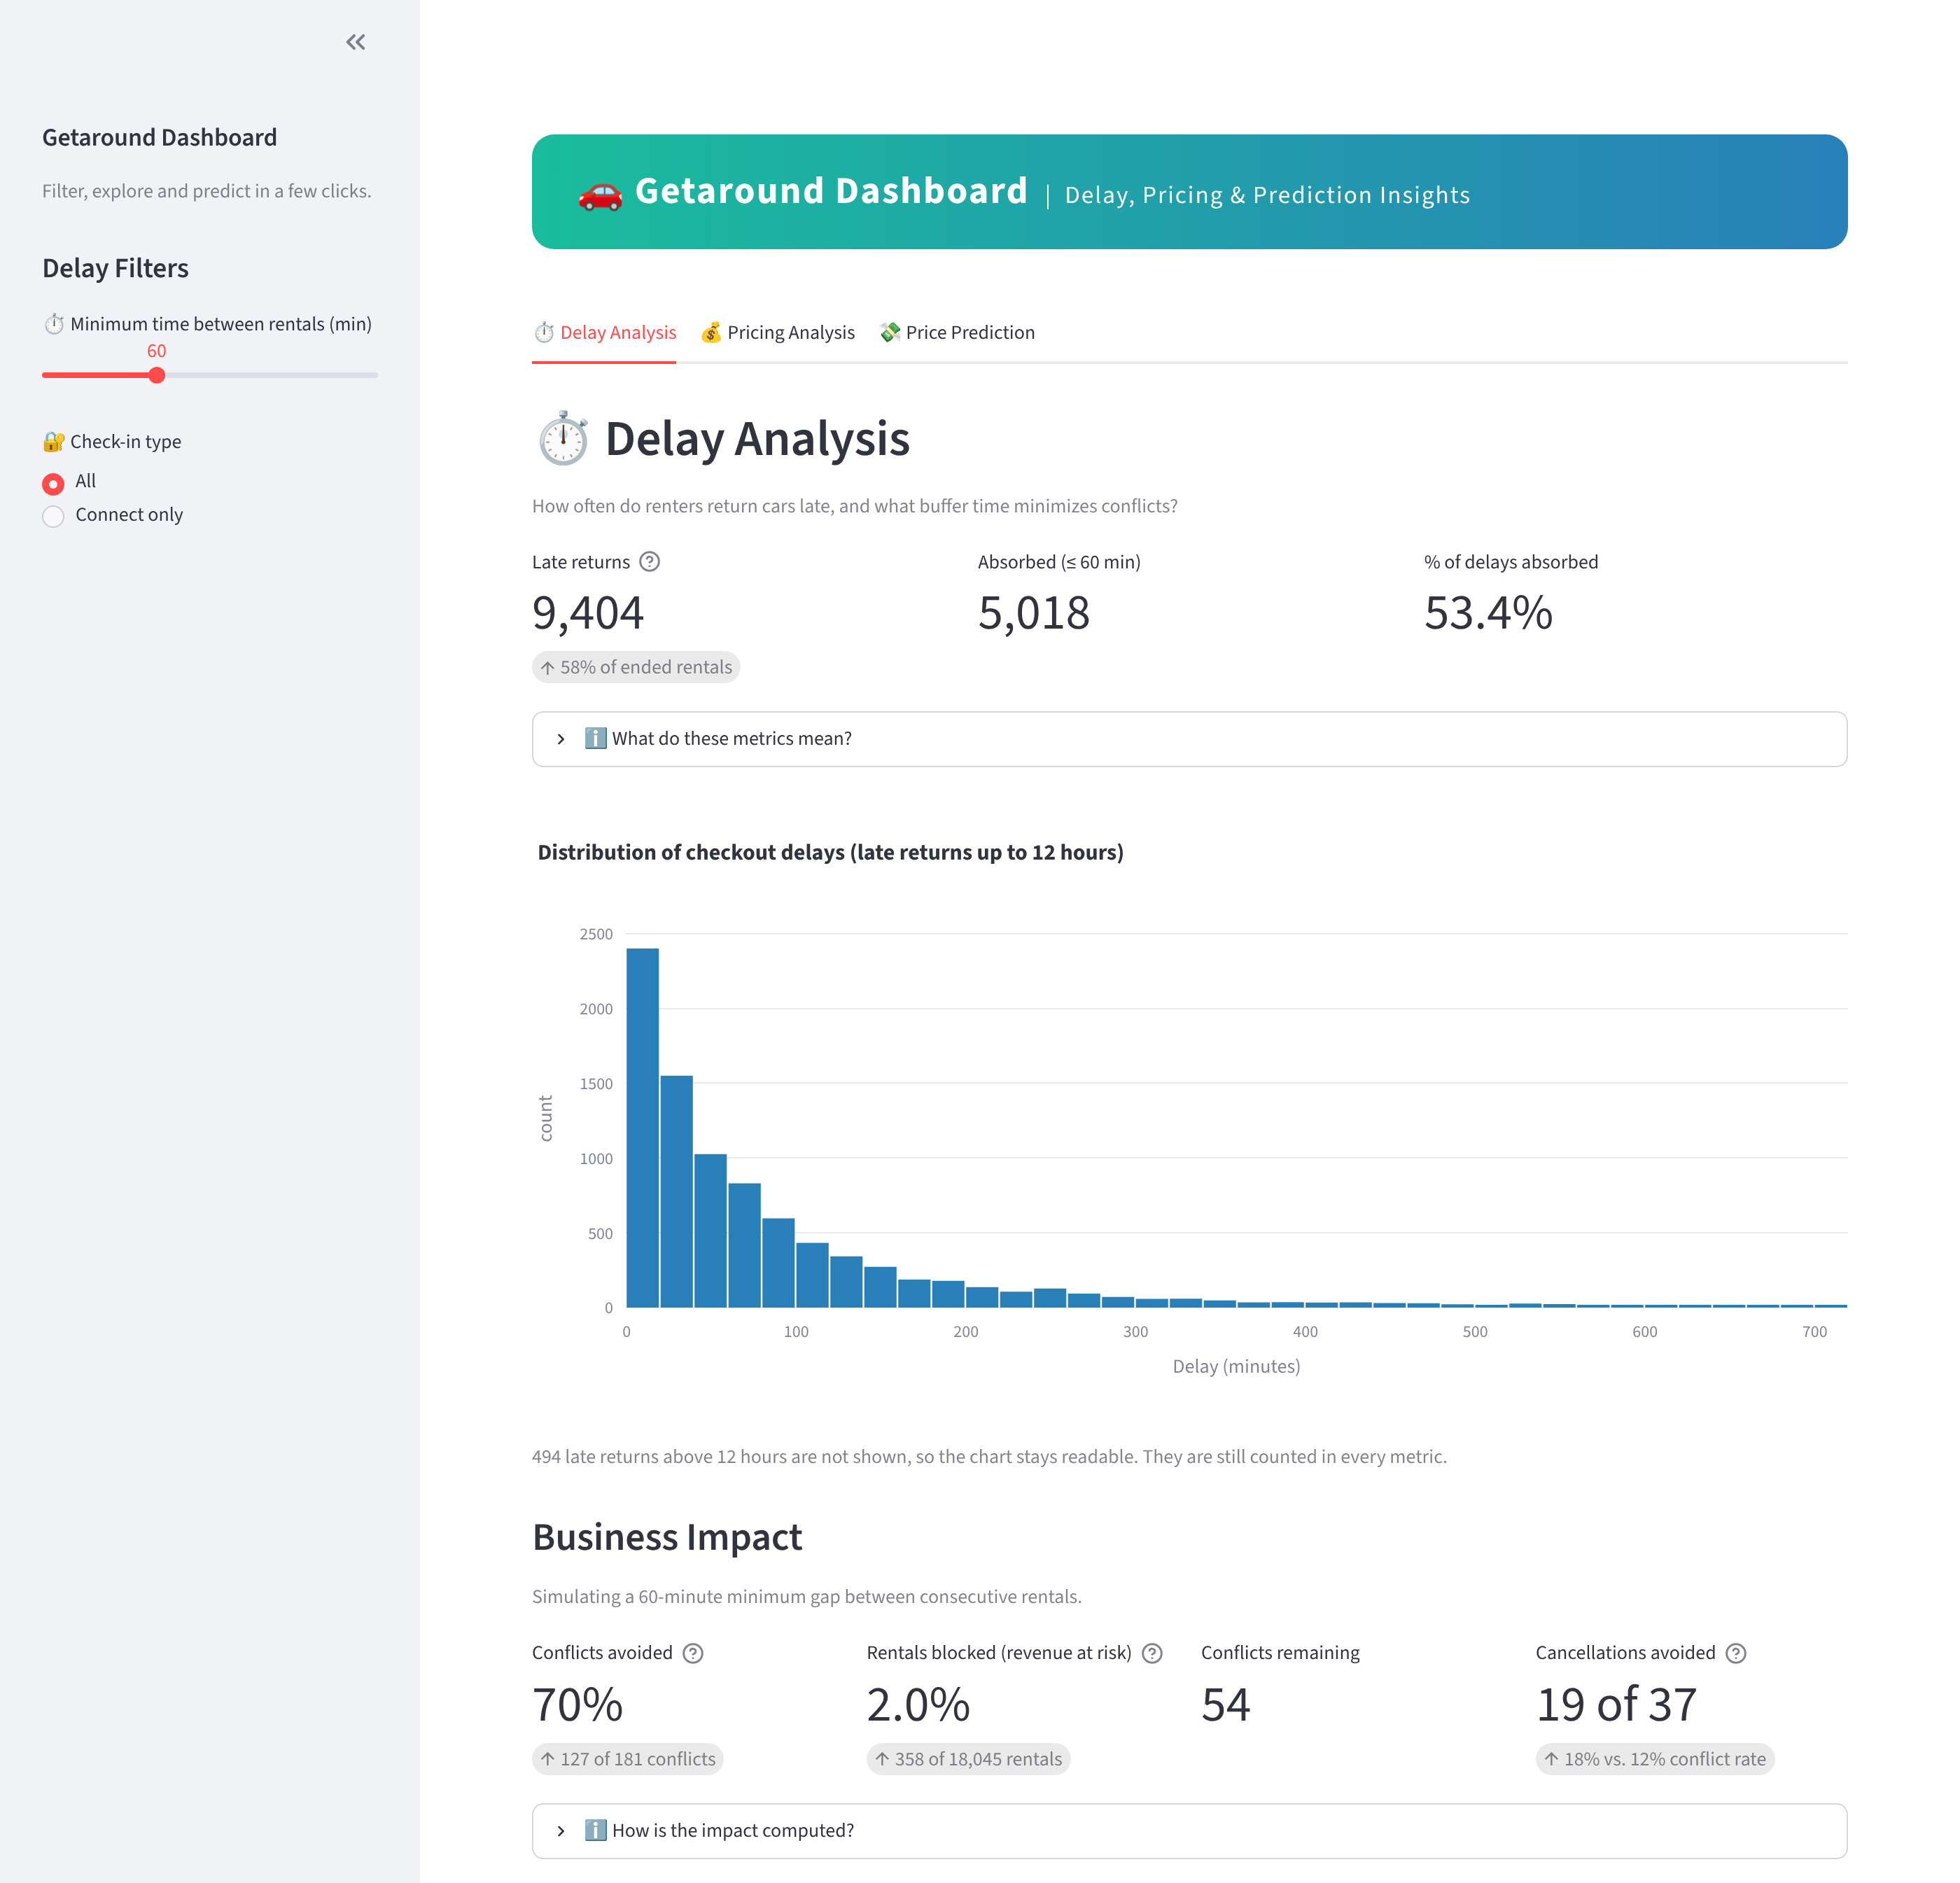 Getaround Dashboard
Filter, explore and predict in a few clicks.
Delay Filters
⏱️ Minimum time between rentals (min)
60
🔐 Check-in type
All
Connect only
🚗 Getaround Dashboard | Delay, Pricing & Prediction Insights
⏱️ Delay Analysis 💰 Pricing Analysis 💸 Price Prediction
⏱️ Delay Analysis
How often do renters return cars late, and what buffer time minimizes conflicts?
Late returns ?
9,404
↑ 58% of ended rentals
Absorbed (≤ 60 min)
5,018
% of delays absorbed
53.4%
ℹ️ What do these metrics mean?
Distribution of checkout delays (late returns up to 12 hours)
2500
2000
1500
1000
500
0
count
0 100 200 300 400 500 600 700
Delay (minutes)
494 late returns above 12 hours are not shown, so the chart stays readable. They are still counted in every metric.
Business Impact
Simulating a 60-minute minimum gap between consecutive rentals.
Conflicts avoided ?
70%
↑ 127 of 181 conflicts
Rentals blocked (revenue at risk) ?
2.0%
↑ 358 of 18,045 rentals
Conflicts remaining
54
Cancellations avoided ?
19 of 37
↑ 18% vs. 12% conflict rate
ℹ️ How is the impact computed?